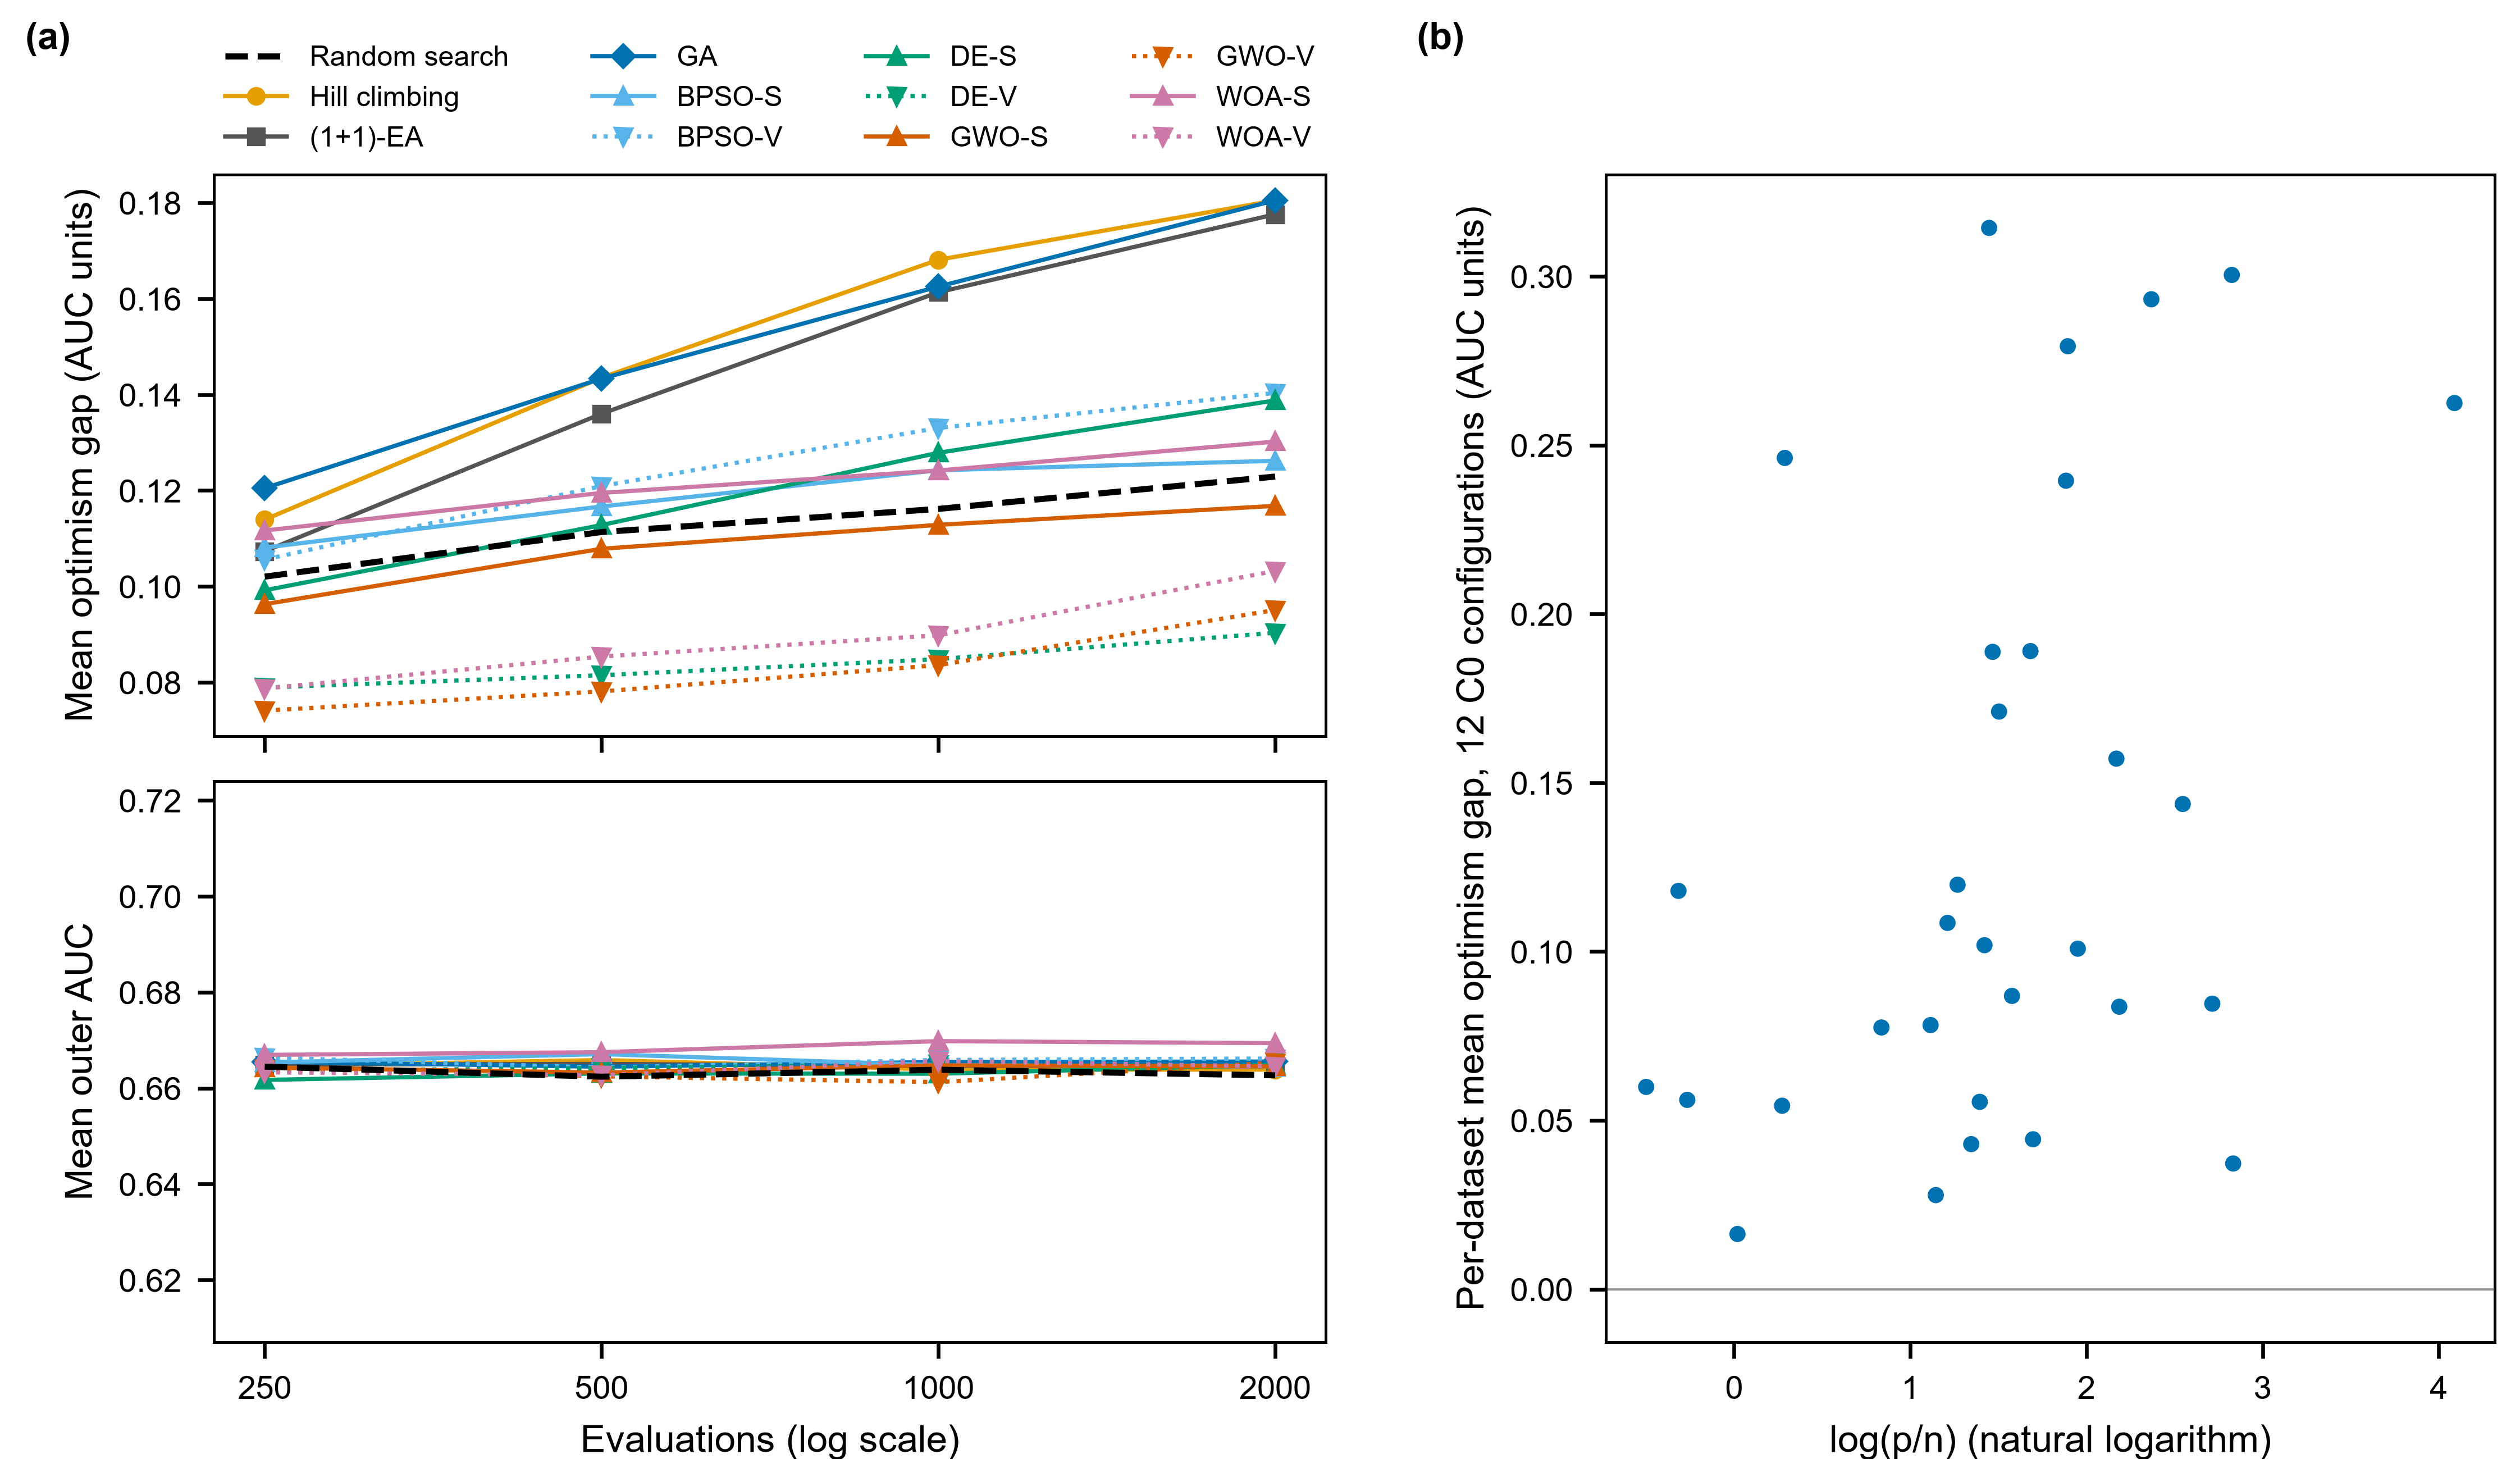 (a)
Random search
Hill climbing
(1+1)-EA
GA
BPSO-S
BPSO-V
DE-S
DE-V
GWO-S
GWO-V
WOA-S
WOA-V
Mean optimism gap (AUC units)
0.18
0.16
0.14
0.12
0.10
0.08
Mean outer AUC
0.72
0.70
0.68
0.66
0.64
0.62
250
500
1000
2000
Evaluations (log scale)
(b)
Per-dataset mean optimism gap, 12 C0 configurations (AUC units)
0.30
0.25
0.20
0.15
0.10
0.05
0.00
0
1
2
3
4
log(p/n) (natural logarithm)